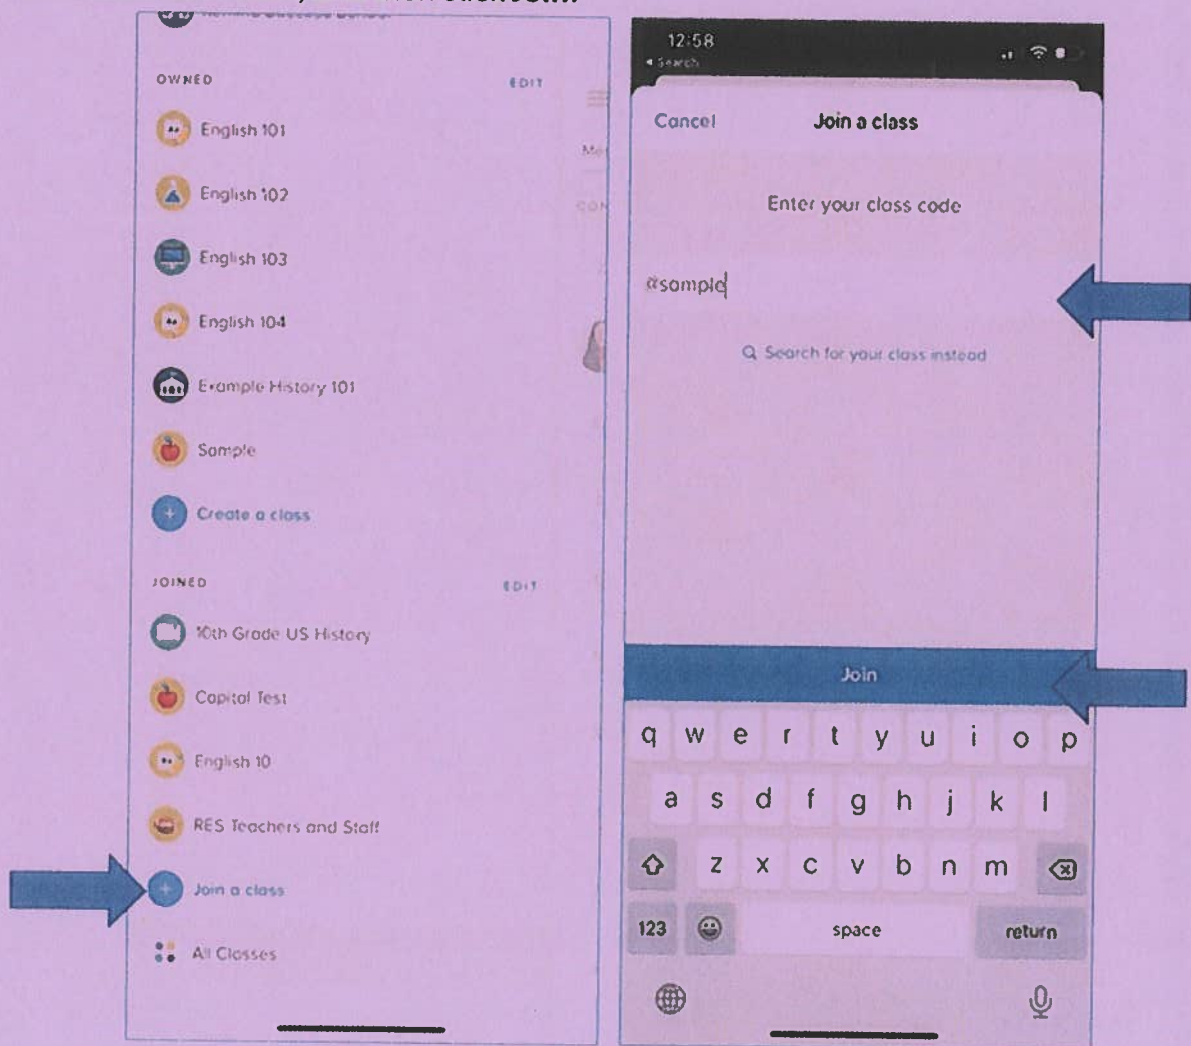 OWNED EDIT
English 101
English 102
English 103
English 104
Example History 101
Sample
Create a class
JOINED EDIT
10th Grade US History
Capital Test
English 10
RES Teachers and Staff
Join a class
All Classes
12:58
Search
Cancel Join a class
Enter your class code
@sample
Search for your class instead
Join
q w e r t y u i o p
a s d f g h j k l
z x c v b n m
123 space return